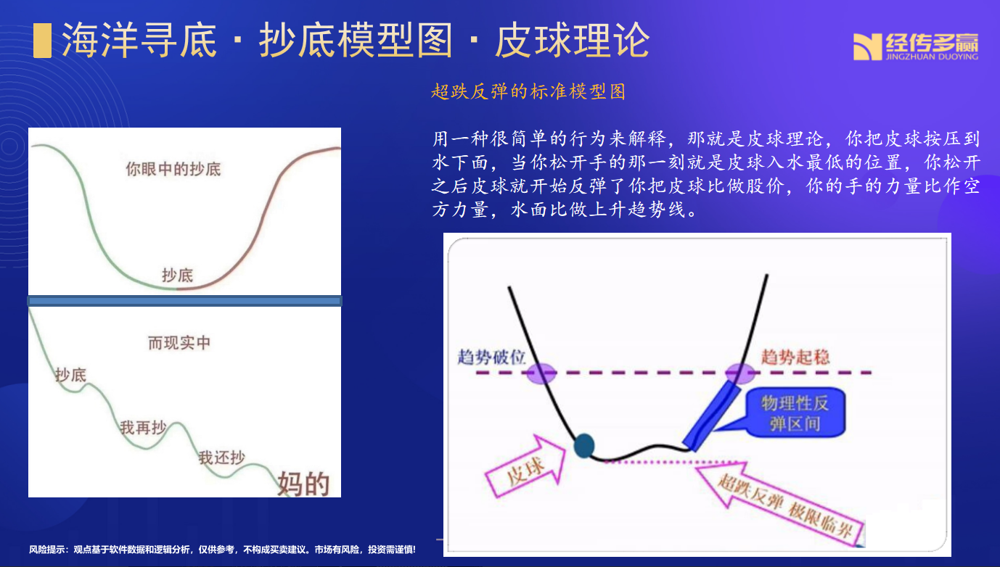 海洋寻底·抄底模型图·皮球理论
经传多赢
JINGZHUAN DUOYING
超跌反弹的标准模型图
用一种很简单的行为来解释，那就是皮球理论，你把皮球按压到
水下面，当你松开手的那一刻就是皮球入水最低的位置，你松开
之后皮球就开始反弹了你把皮球比做股价，你的手的力量比作空
方力量，水面比做上升趋势线。
你眼中的抄底
抄底
而现实中
抄底
我再抄
我还抄
妈的
趋势破位
趋势起稳
物理性反
弹区间
皮球
超跌反弹 极限临界
风险提示：观点基于软件数据和逻辑分析，仅供参考，不构成买卖建议。市场有风险，投资需谨慎!